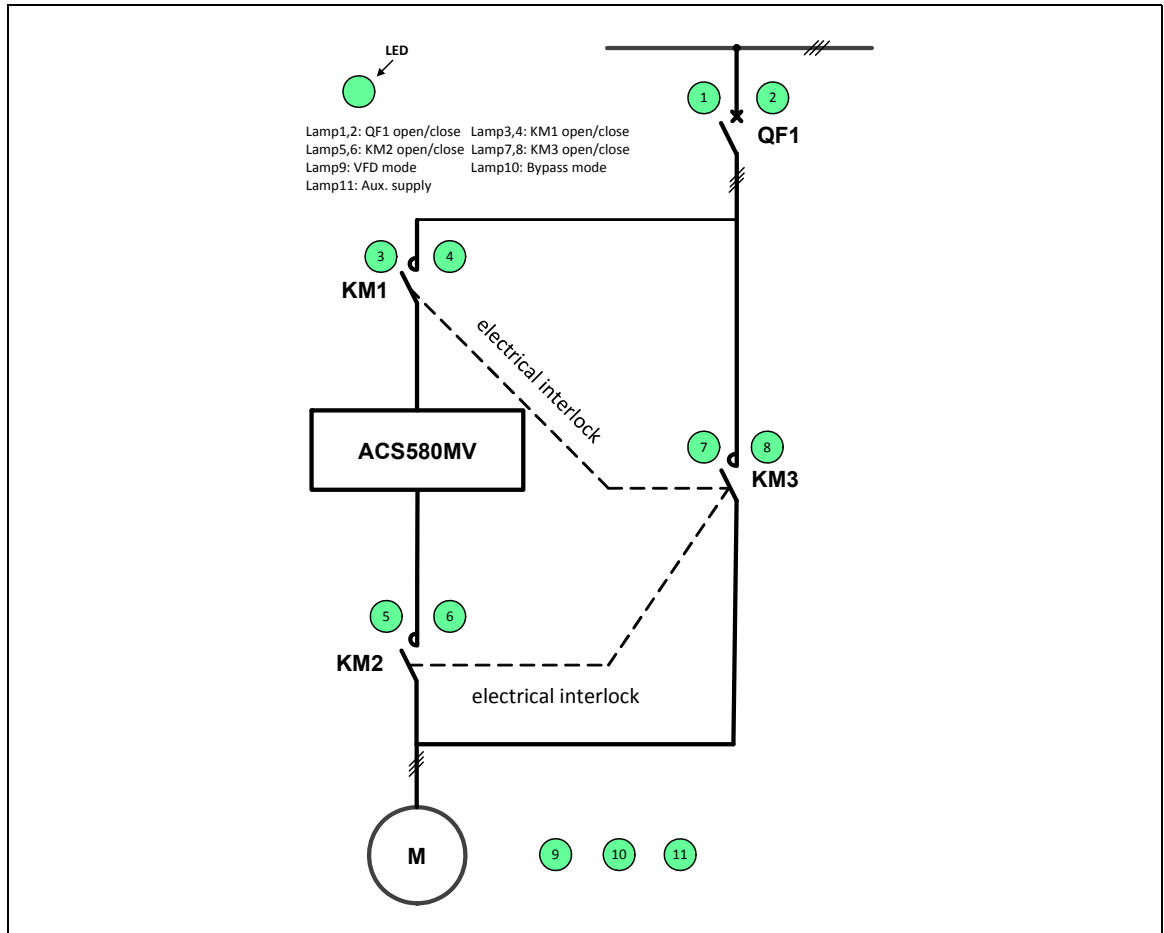 LED
Lamp1,2: QF1 open/close Lamp3,4: KM1 open/close
Lamp5,6: KM2 open/close Lamp7,8: KM3 open/close
Lamp9: VFD mode Lamp10: Bypass mode
Lamp11: Aux. supply
1 2
QF1
3 4
KM1
electrical interlock
ACS580MV
7 8
KM3
5 6
KM2
electrical interlock
M
9 10 11